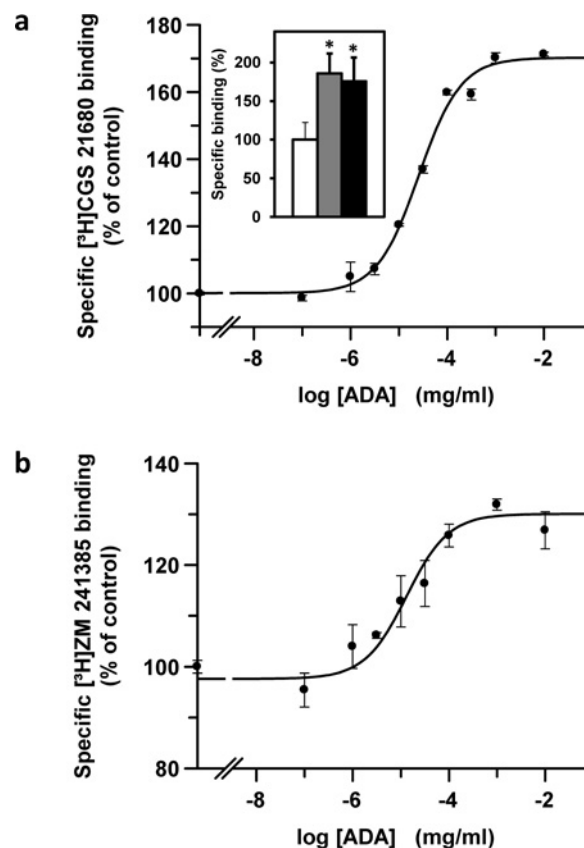 a
Specific [³H]CGS 21680 binding
(% of control)
160
140
120
100
Specific binding (%)
200
150
100
50
0
*
*
-8
-6
-4
-2
log [ADA] (mg/ml)
b
Specific [³H]ZM 241385 binding
(% of control)
140
120
100
80
-8
-6
-4
-2
log [ADA] (mg/ml)